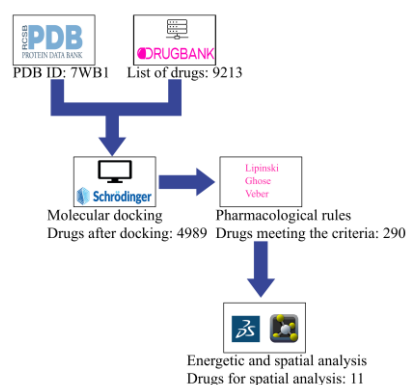 RCSB
PDB
PROTEIN DATA BANK
DRUGBANK
PDB ID: 7WB1
List of drugs: 9213
Schrödinger
Lipinski
Ghose
Veber
Molecular docking
Drugs after docking: 4989
Pharmacological rules
Drugs meeting the criteria: 290
Energetic and spatial analysis
Drugs for spatial analysis: 11